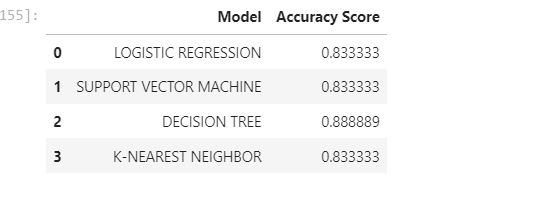 155]:
Model Accuracy Score
0 LOGISTIC REGRESSION 0.833333
1 SUPPORT VECTOR MACHINE 0.833333
2 DECISION TREE 0.888889
3 K-NEAREST NEIGHBOR 0.833333